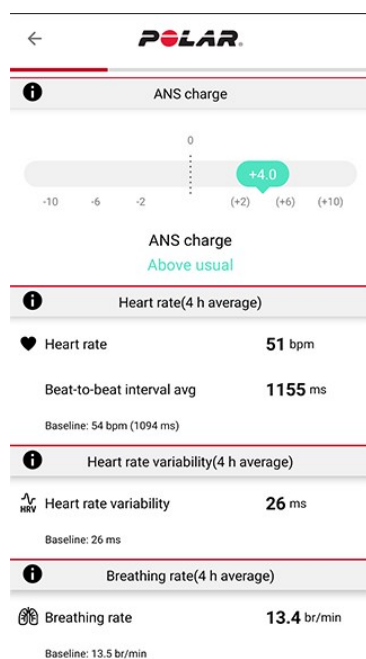 POLAR.
ANS charge
0
+4.0
-10 -6 -2 (+2) (+6) (+10)
ANS charge
Above usual
Heart rate(4 h average)
Heart rate 51 bpm
Beat-to-beat interval avg 1155 ms
Baseline: 54 bpm (1094 ms)
Heart rate variability(4 h average)
HRV Heart rate variability 26 ms
Baseline: 26 ms
Breathing rate(4 h average)
Breathing rate 13.4 br/min
Baseline: 13.5 br/min